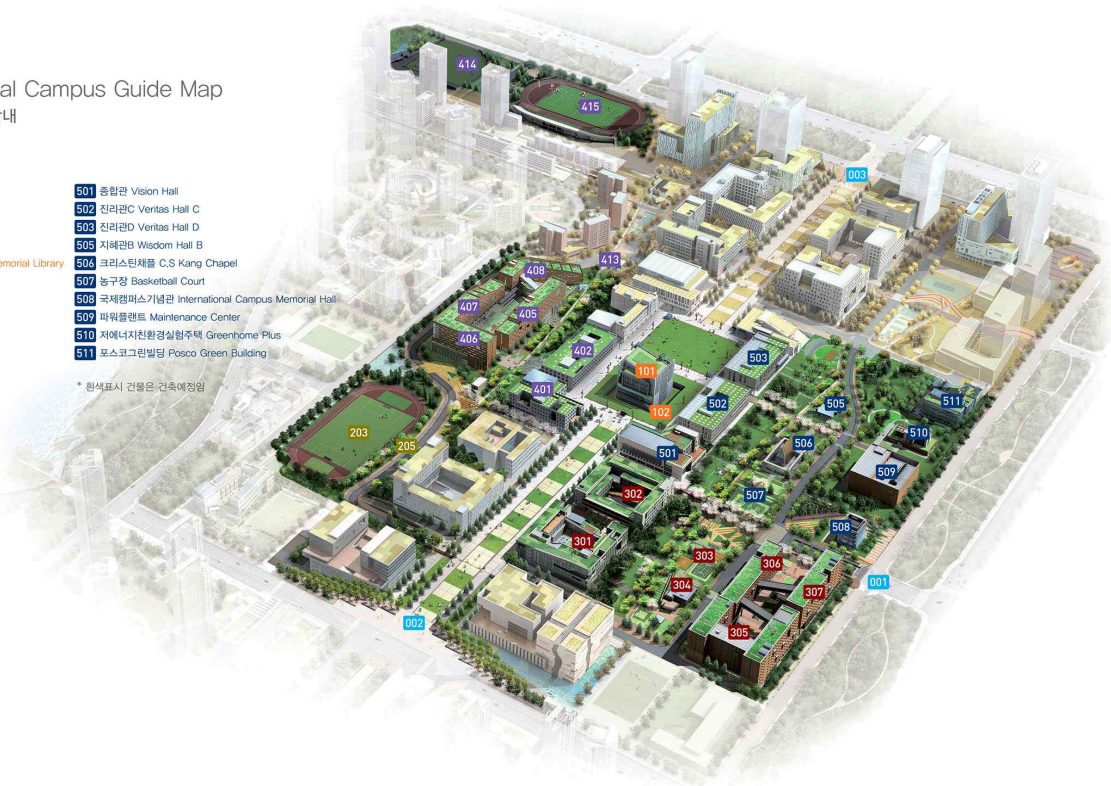 al Campus Guide Map
내
501 종합관 Vision Hall
502 진리관C Veritas Hall C
503 진리관D Veritas Hall D
505 지혜관B Wisdom Hall B
emorial Library
506 크리스틴채플 C.S Kang Chapel
507 농구장 Basketball Court
508 국제캠퍼스기념관 International Campus Memorial Hall
509 파워플랜트 Maintenance Center
510 저에너지친환경실험주택 Greenhome Plus
511 포스코그린빌딩 Posco Green Building
* 흰색표시 건물은 건축예정임
414
415
003
413
408
407
405
406
402
503
101
401
102
502
505
511
203
205
501
506
510
509
302
507
508
301
303
306
304
307
001
305
002